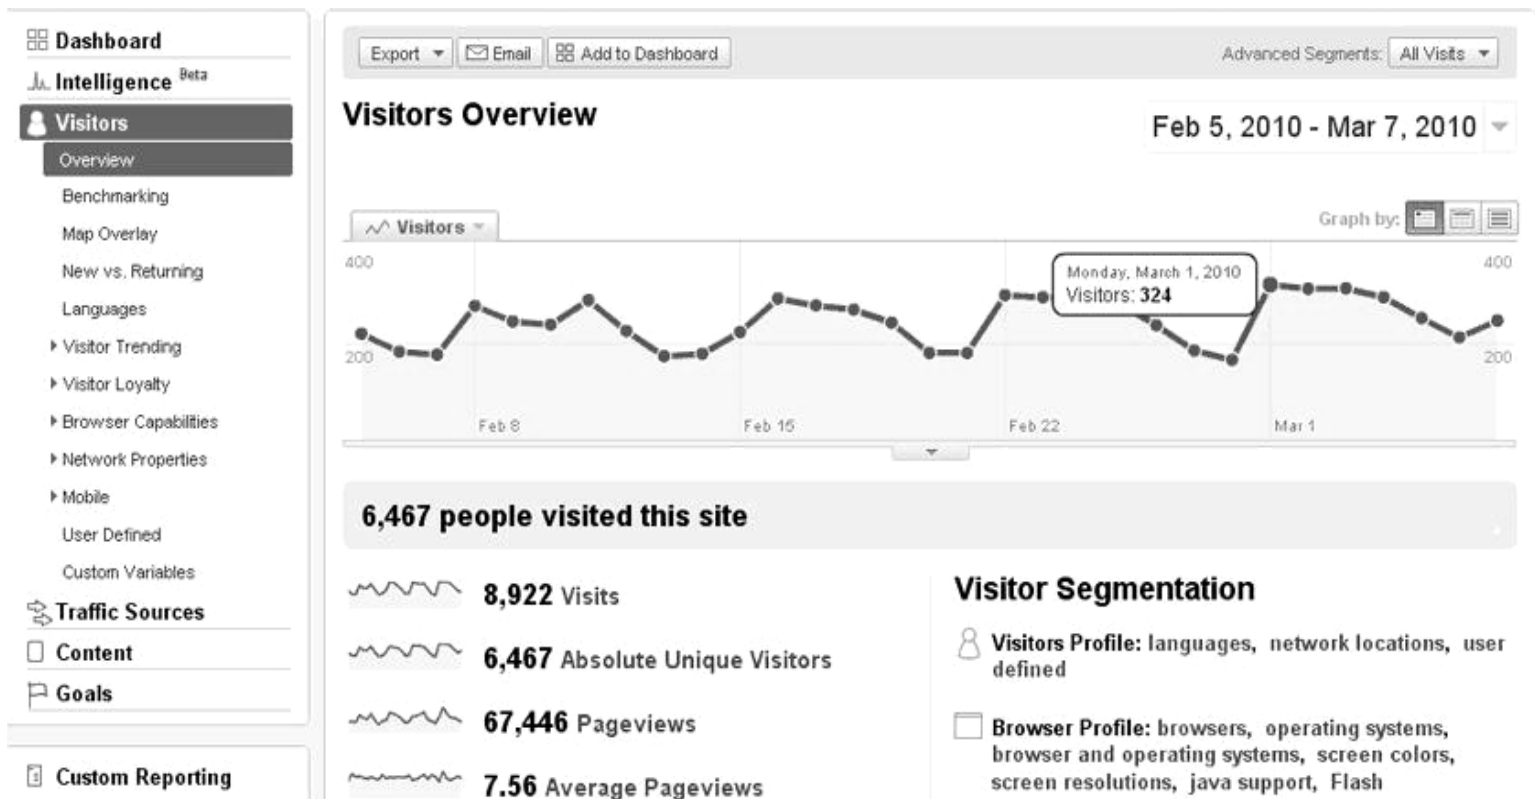 Dashboard
Intelligence Beta
Visitors
Overview
Benchmarking
Map Overlay
New vs. Returning
Languages
Visitor Trending
Visitor Loyalty
Browser Capabilities
Network Properties
Mobile
User Defined
Custom Variables
Traffic Sources
Content
Goals
Custom Reporting
Export Email Add to Dashboard Advanced Segments: All Visits
Visitors Overview
Feb 5, 2010 - Mar 7, 2010
Visitors
Graph by:
400 400
Monday, March 1, 2010
Visitors: 324
200 200
Feb 8 Feb 15 Feb 22 Mar 1
6,467 people visited this site
8,922 Visits
6,467 Absolute Unique Visitors
67,446 Pageviews
7.56 Average Pageviews
Visitor Segmentation
Visitors Profile: languages, network locations, user
defined
Browser Profile: browsers, operating systems,
browser and operating systems, screen colors,
screen resolutions, java support, Flash